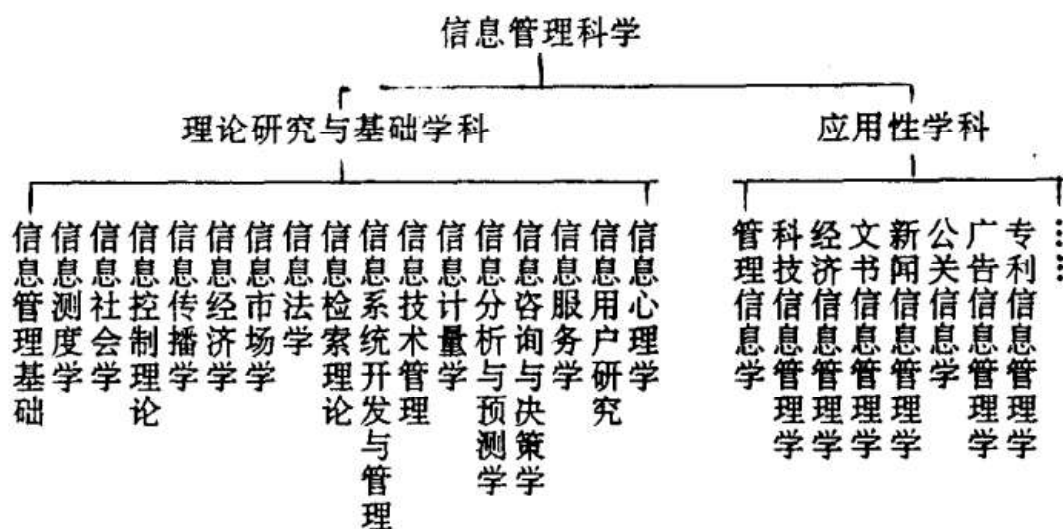 信息管理科学
理论研究与基础学科
应用性学科
信息管理基础
信息测度学
信息社会学
信息控制理论
信息传播学
信息经济学
信息市场学
信息法学
信息检索理论
信息系统开发与管理
信息技术管理
信息计量学
信息分析与预测学
信息咨询与决策学
信息服务学
信息用户研究
信息心理学
管理信息学
科技信息管理学
经济信息管理学
文书信息管理学
新闻信息管理学
公关信息学
广告信息管理学
专利信息管理学
……